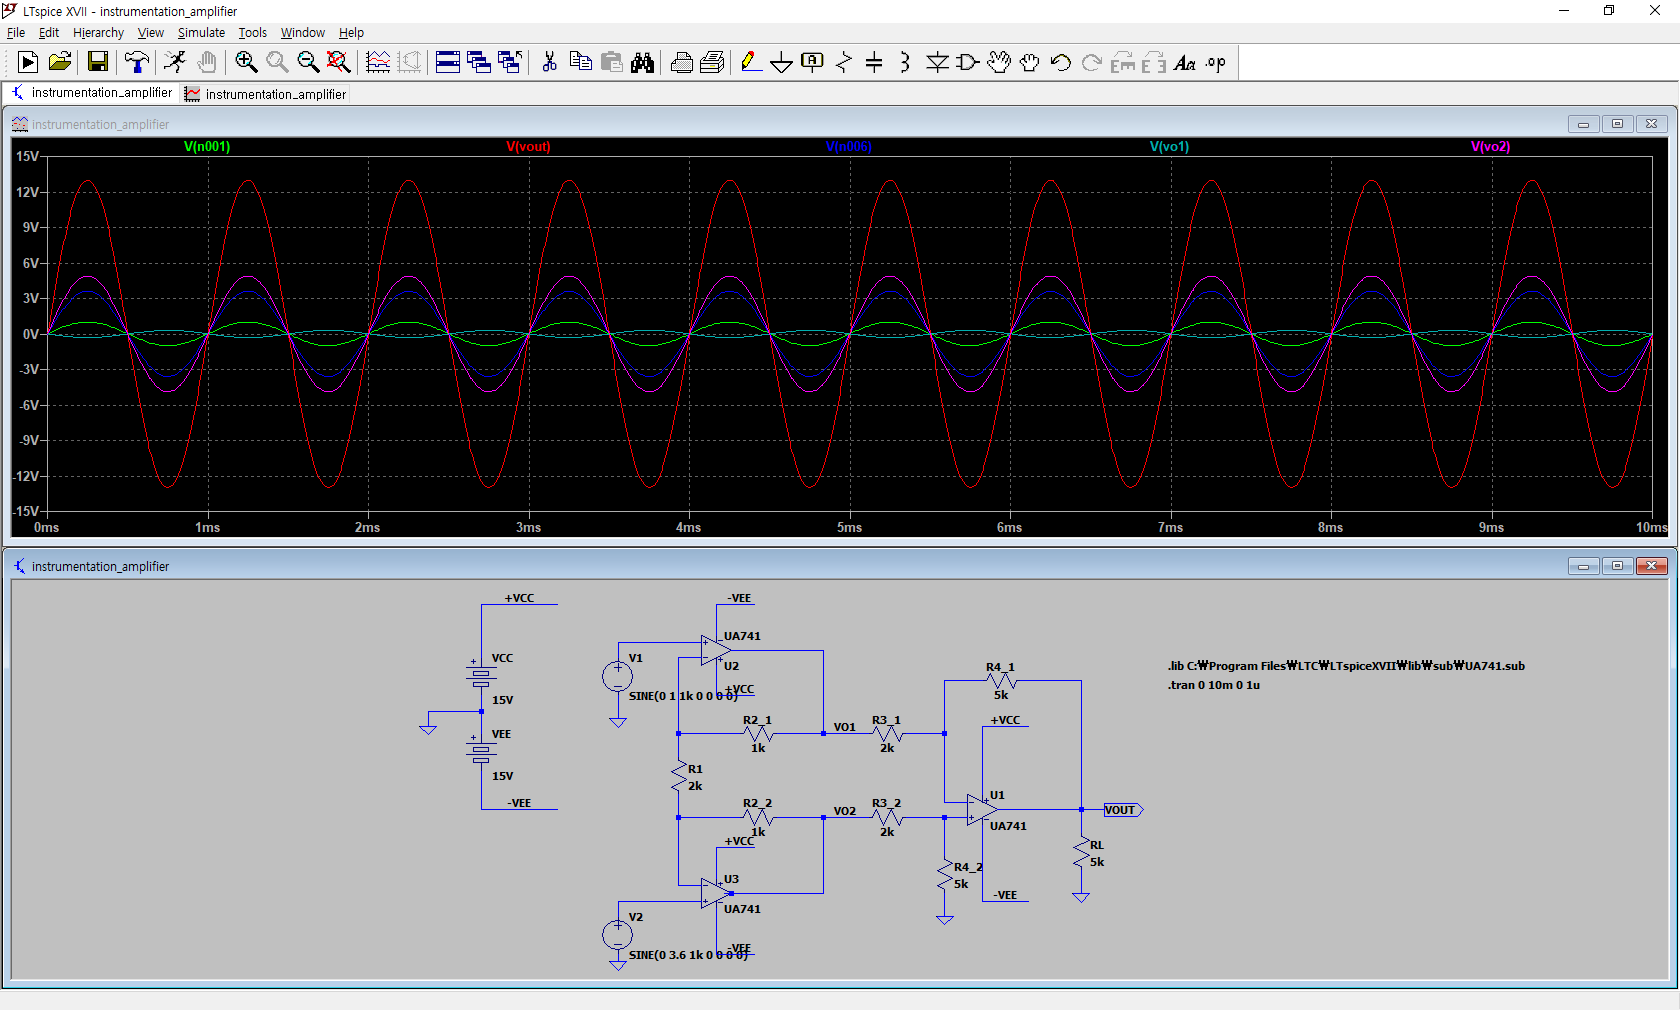 LTspice XVII - instrumentation_amplifier
File Edit Hierarchy View Simulate Tools Window Help
instrumentation_amplifier instrumentation_amplifier
instrumentation_amplifier
V(n001) V(vout) V(n006) V(vo1) V(vo2)
15V
12V
9V
6V
3V
0V
-3V
-6V
-9V
-12V
-15V
0ms 1ms 2ms 3ms 4ms 5ms 6ms 7ms 8ms 9ms 10ms
instrumentation_amplifier
+VCC
VCC
15V
VEE
15V
-VEE
-VEE
V1
UA741
U2
+VCC
SINE(0 1 1k 0 0 0 0)
R2_1
1k
VO1
R3_1
2k
R4_1
5k
+VCC
R1
2k
R2_2
1k
VO2
R3_2
2k
U1
UA741
VOUT
+VCC
U3
UA741
R4_2
5k
-VEE
RL
5k
V2
-VEE
SINE(0 3.6 1k 0 0 0 0)
.lib C:₩Program Files₩LTC₩LTspiceXVII₩lib₩sub₩UA741.sub
.tran 0 10m 0 1u